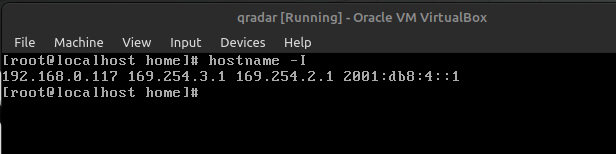 qradar [Running] - Oracle VM VirtualBox
File Machine View Input Devices Help
[root@localhost home]# hostname -I
192.168.0.117 169.254.3.1 169.254.2.1 2001:db8:4::1
[root@localhost home]#